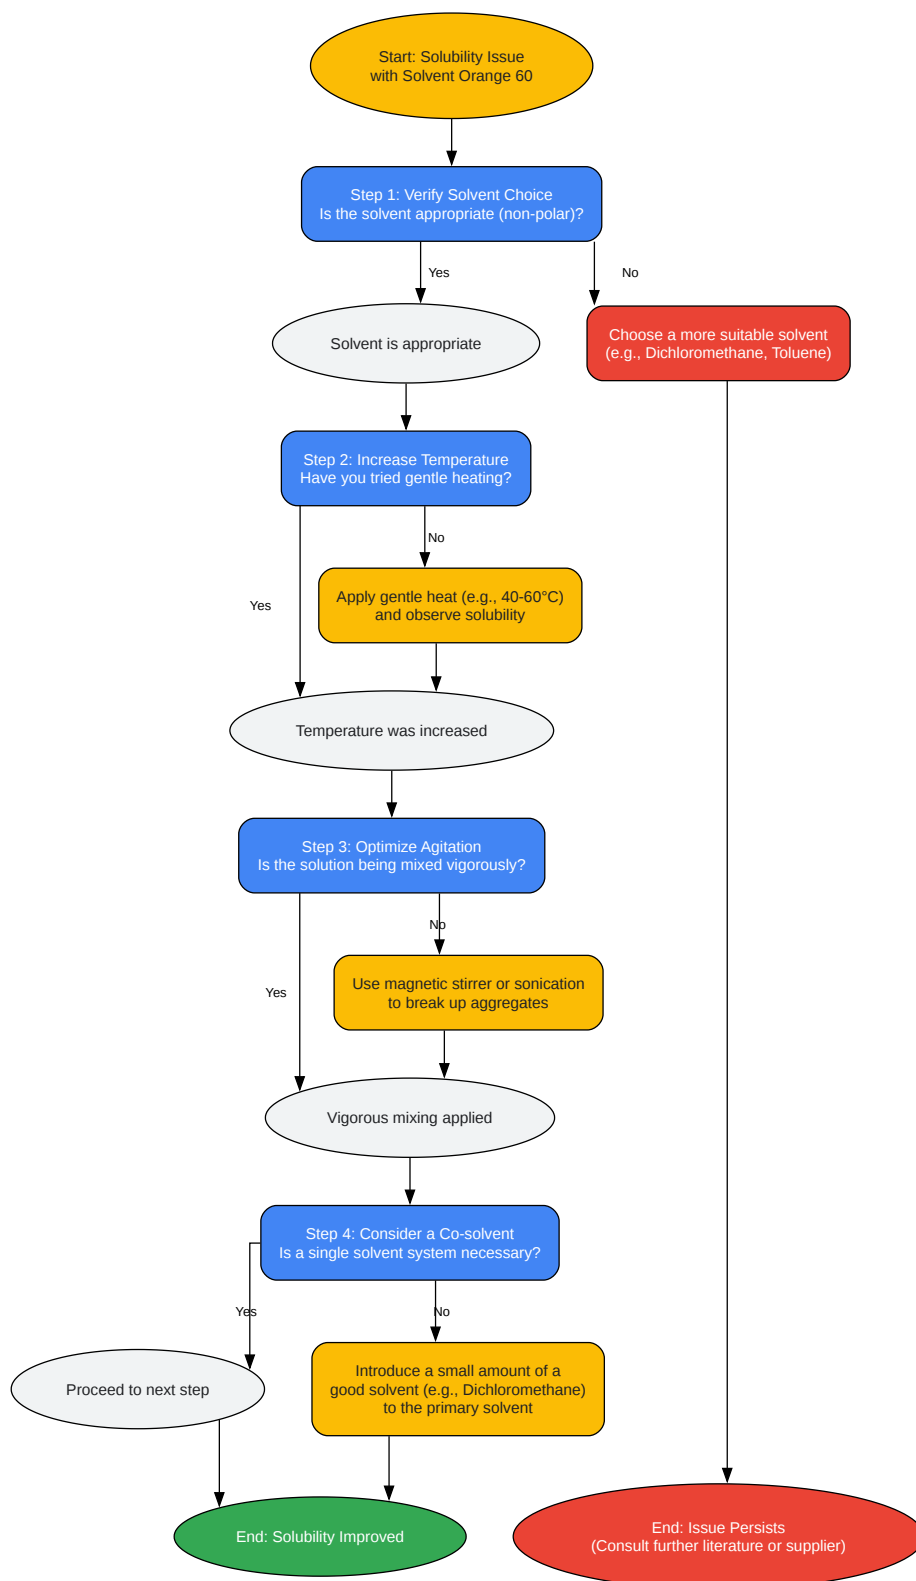 Start: Solubility Issue
with Solvent Orange 60
Step 1: Verify Solvent Choice
Is the solvent appropriate (non-polar)?
Yes
No
Solvent is appropriate
Choose a more suitable solvent
(e.g., Dichloromethane, Toluene)
Step 2: Increase Temperature
Have you tried gentle heating?
No
Yes
Apply gentle heat (e.g., 40-60°C)
and observe solubility
Temperature was increased
Step 3: Optimize Agitation
Is the solution being mixed vigorously?
No
Yes
Use magnetic stirrer or sonication
to break up aggregates
Vigorous mixing applied
Step 4: Consider a Co-solvent
Is a single solvent system necessary?
Yes
No
Proceed to next step
Introduce a small amount of a
good solvent (e.g., Dichloromethane)
to the primary solvent
End: Solubility Improved
End: Issue Persists
(Consult further literature or supplier)